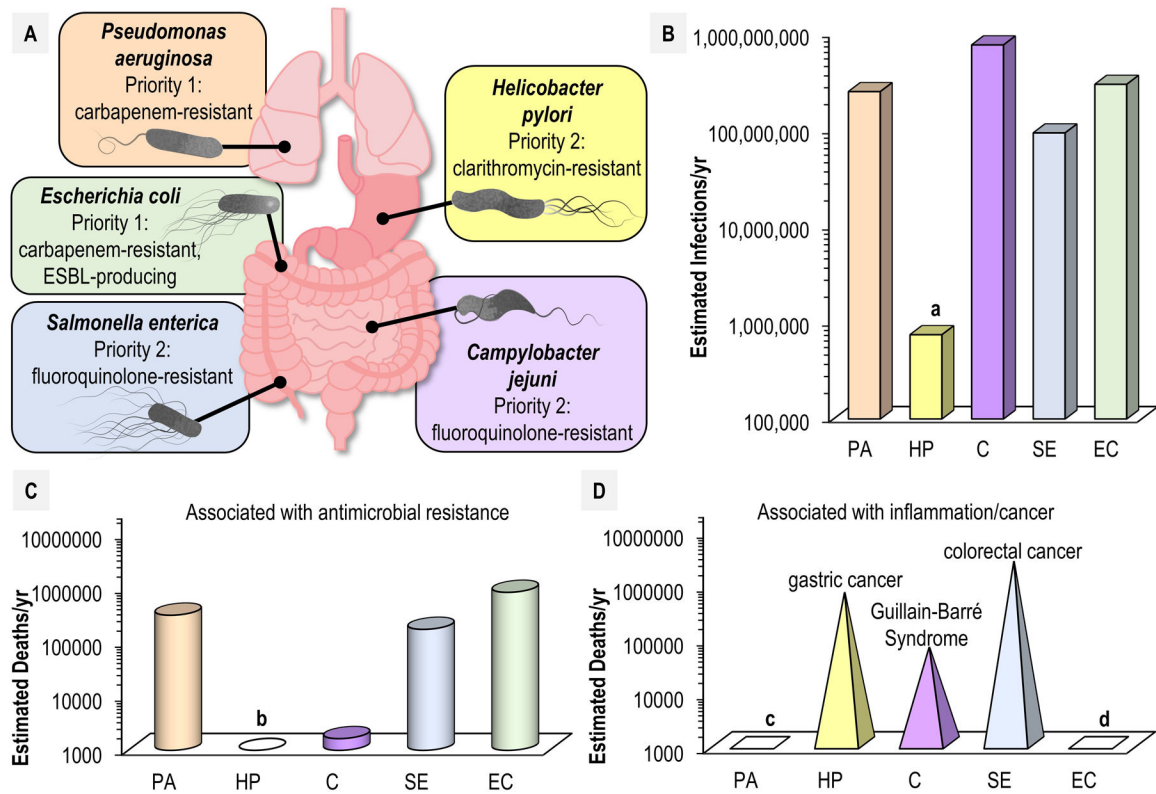 A
Pseudomonas
aeruginosa
Priority 1:
carbapenem-resistant
Helicobacter
pylori
Priority 2:
clarithromycin-resistant
Escherichia coli
Priority 1:
carbapenem-resistant,
ESBL-producing
Salmonella enterica
Priority 2:
fluoroquinolone-resistant
Campylobacter
jejuni
Priority 2:
fluoroquinolone-resistant
B
Estimated Infections/yr
1,000,000,000
100,000,000
10,000,000
1,000,000
100,000
a
PA HP C SE EC
C
Associated with antimicrobial resistance
Estimated Deaths/yr
10000000
1000000
100000
10000
1000
b
PA HP C SE EC
D
Associated with inflammation/cancer
Estimated Deaths/yr
10000000
1000000
100000
10000
1000
colorectal cancer
gastric cancer
Guillain-Barré
Syndrome
c
d
PA HP C SE EC